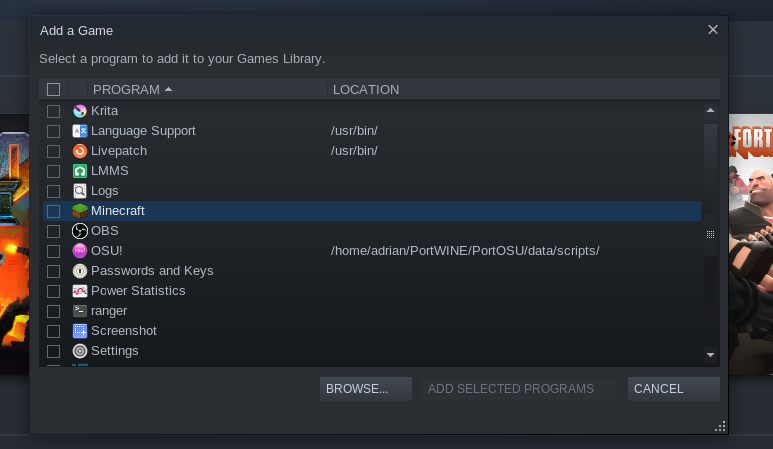 Add a Game
Select a program to add it to your Games Library.
PROGRAM LOCATION
Krita
Language Support /usr/bin/
Livepatch /usr/bin/
LMMS
Logs
Minecraft
OBS
OSU! /home/adrian/PortWINE/PortOSU/data/scripts/
Passwords and Keys
Power Statistics
ranger
Screenshot
Settings
BROWSE... ADD SELECTED PROGRAMS CANCEL